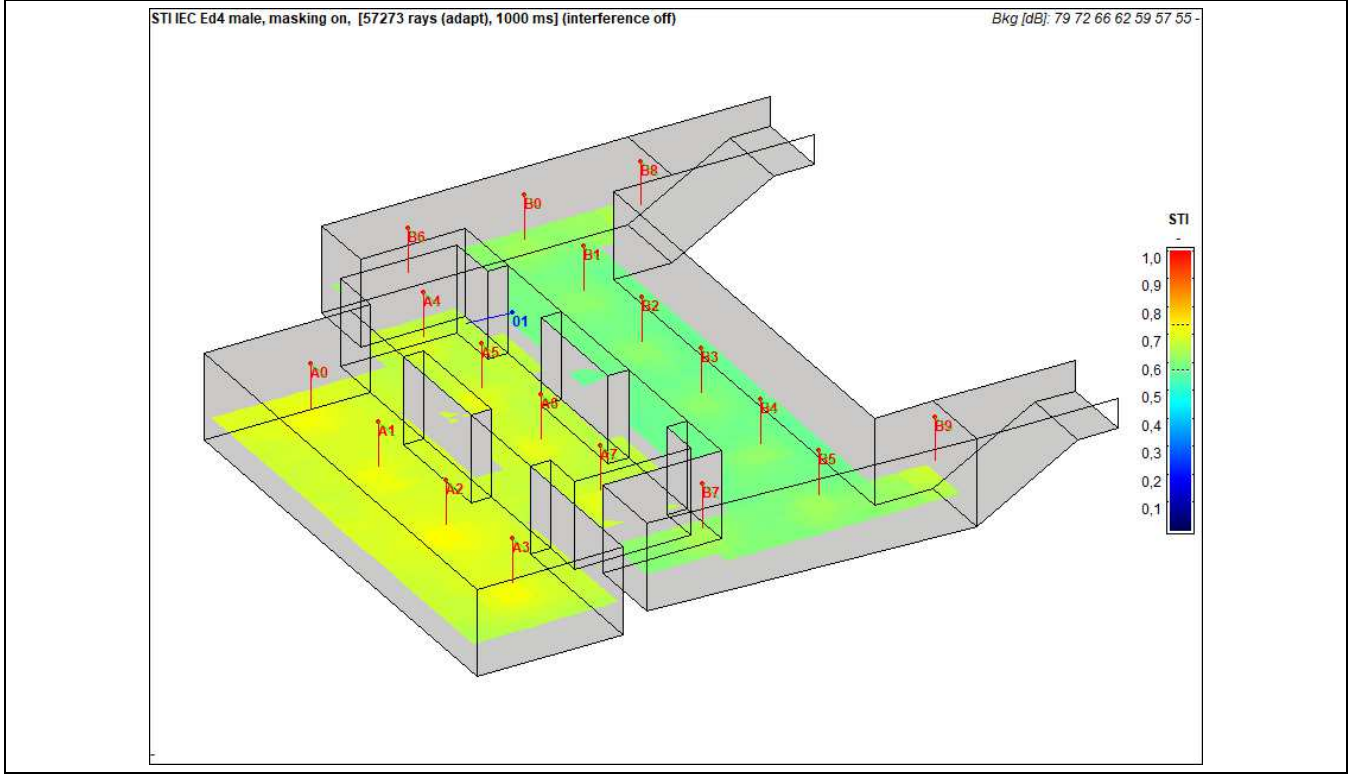 STI IEC Ed4 male, masking on, [57273 rays (adapt), 1000 ms] (interference off)
Bkg [dB]: 79 72 66 62 59 57 55 -
B8
B0
B6
B1
A4
B2
01
A5
B3
A0
A6
B4
B9
A1
A7
B5
A2
B7
A3
STI
-
1,0
0,9
0,8
0,7
0,6
0,5
0,4
0,3
0,2
0,1
-